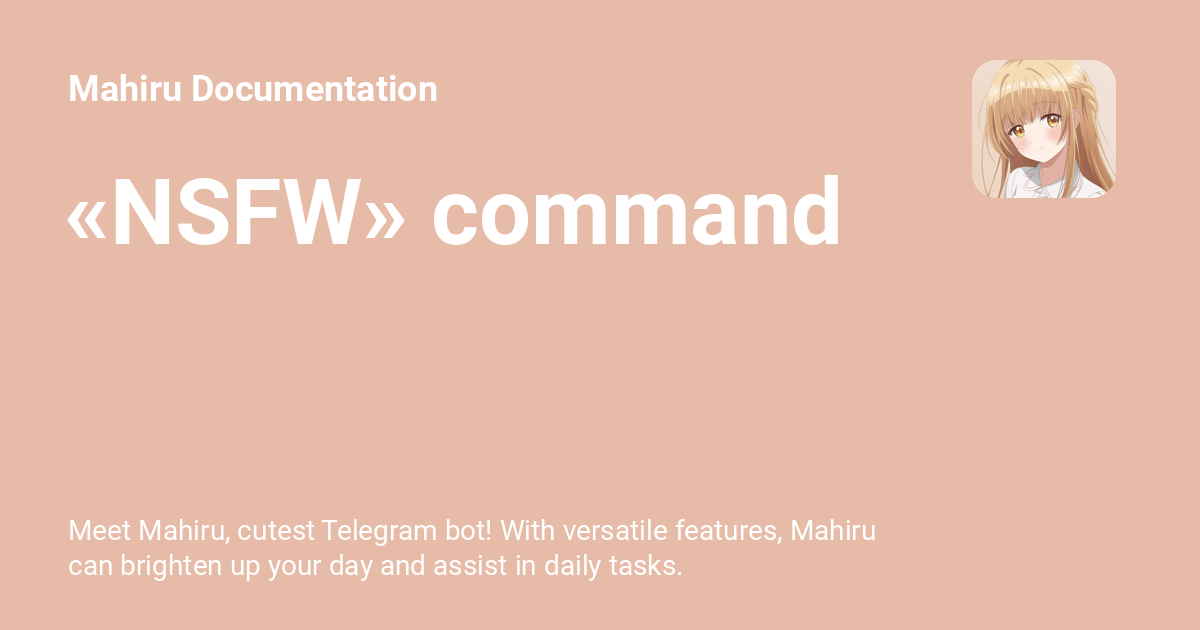 Mahiru Documentation
«NSFW» command
Meet Mahiru, cutest Telegram bot! With versatile features, Mahiru
can brighten up your day and assist in daily tasks.